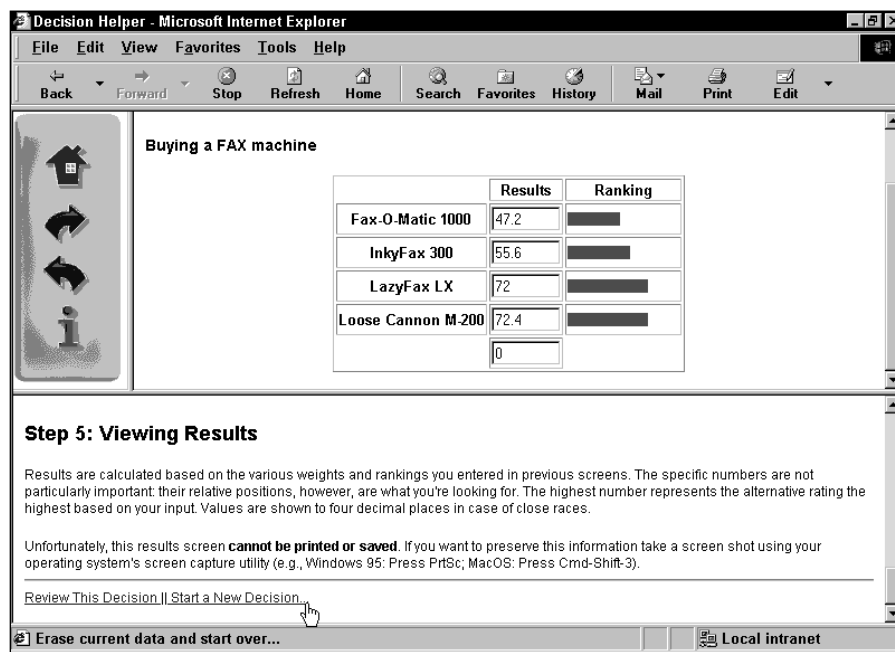 Decision Helper - Microsoft Internet Explorer
File Edit View Favorites Tools Help
Back Forward Stop Refresh Home Search Favorites History Mail Print Edit
Buying a FAX machine
Results Ranking
Fax-O-Matic 1000 47.2
InkyFax 300 55.6
LazyFax LX 72
Loose Cannon M-200 72.4
0
Step 5: Viewing Results
Results are calculated based on the various weights and rankings you entered in previous screens. The specific numbers are not
particularly important: their relative positions, however, are what you're looking for. The highest number represents the alternative rating the
highest based on your input. Values are shown to four decimal places in case of close races.
Unfortunately, this results screen cannot be printed or saved. If you want to preserve this information take a screen shot using your
operating system's screen capture utility (e.g., Windows 95: Press PrtSc; MacOS: Press Cmd-Shift-3).
Review This Decision || Start a New Decision...
Erase current data and start over... Local intranet